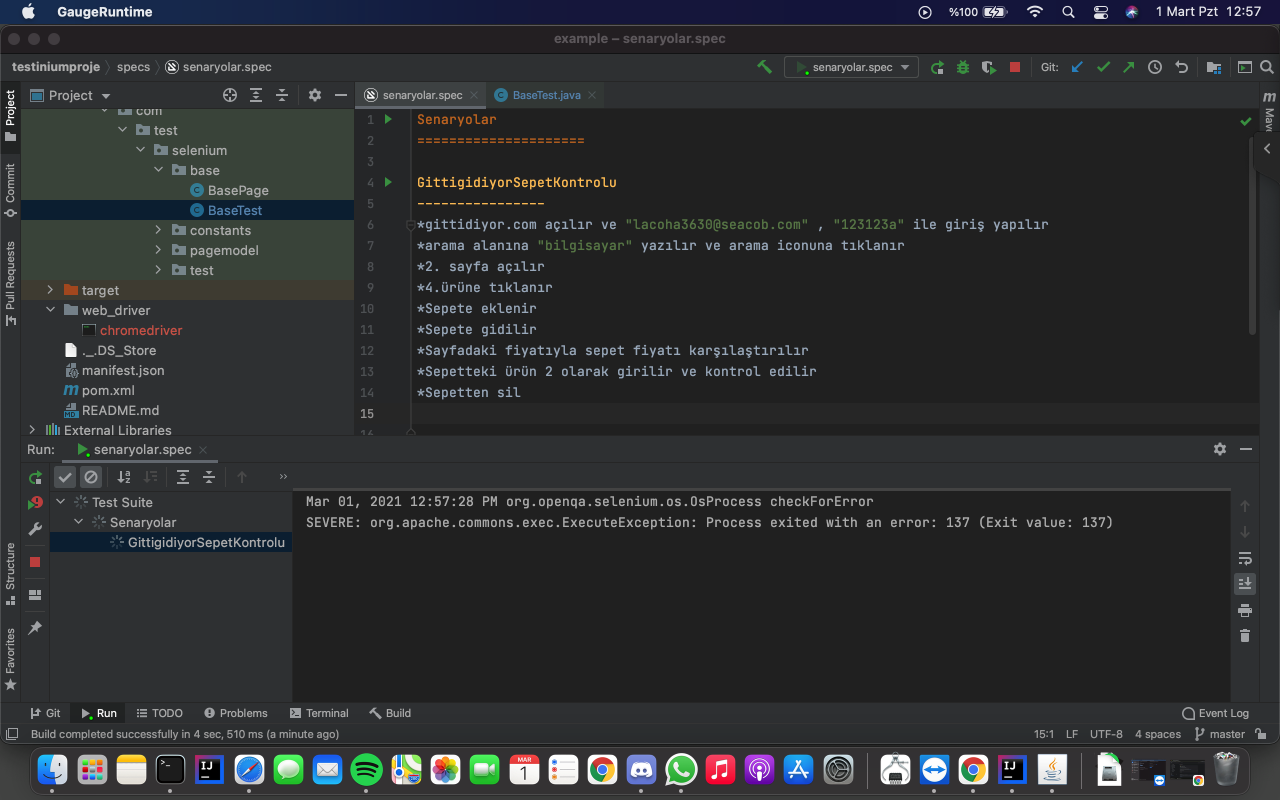 GaugeRuntime
%100
1 Mart Pzt 12:57
example – senaryolar.spec
testiniumproje
specs
senaryolar.spec
senaryolar.spec
Git:
Project
senaryolar.spec
BaseTest.java
Project
Commit
Pull Requests
Structure
Favorites
com
test
selenium
base
BasePage
BaseTest
constants
pagemodel
test
target
web_driver
chromedriver
._.DS_Store
manifest.json
pom.xml
README.md
External Libraries
1 Senaryolar
2 =====================
3
4 GittigidiyorSepetKontrolu
5 ----------------
6 *gittidiyor.com açılır ve "lacoha3630@seacob.com" , "123123a" ile giriş yapılır
7 *arama alanına "bilgisayar" yazılır ve arama iconuna tıklanır
8 *2. sayfa açılır
9 *4.ürüne tıklanır
10 *Sepete eklenir
11 *Sepete gidilir
12 *Sayfadaki fiyatıyla sepet fiyatı karşılaştırılır
13 *Sepetteki ürün 2 olarak girilir ve kontrol edilir
14 *Sepetten sil
15
Run:
senaryolar.spec
Test Suite
Senaryolar
GittigidiyorSepetKontrolu
Mar 01, 2021 12:57:28 PM org.openqa.selenium.os.OsProcess checkForError
SEVERE: org.apache.commons.exec.ExecuteException: Process exited with an error: 137 (Exit value: 137)
Git
Run
TODO
Problems
Terminal
Build
Event Log
Build completed successfully in 4 sec, 510 ms (a minute ago)
15:1
LF
UTF-8
4 spaces
master
MAR
1